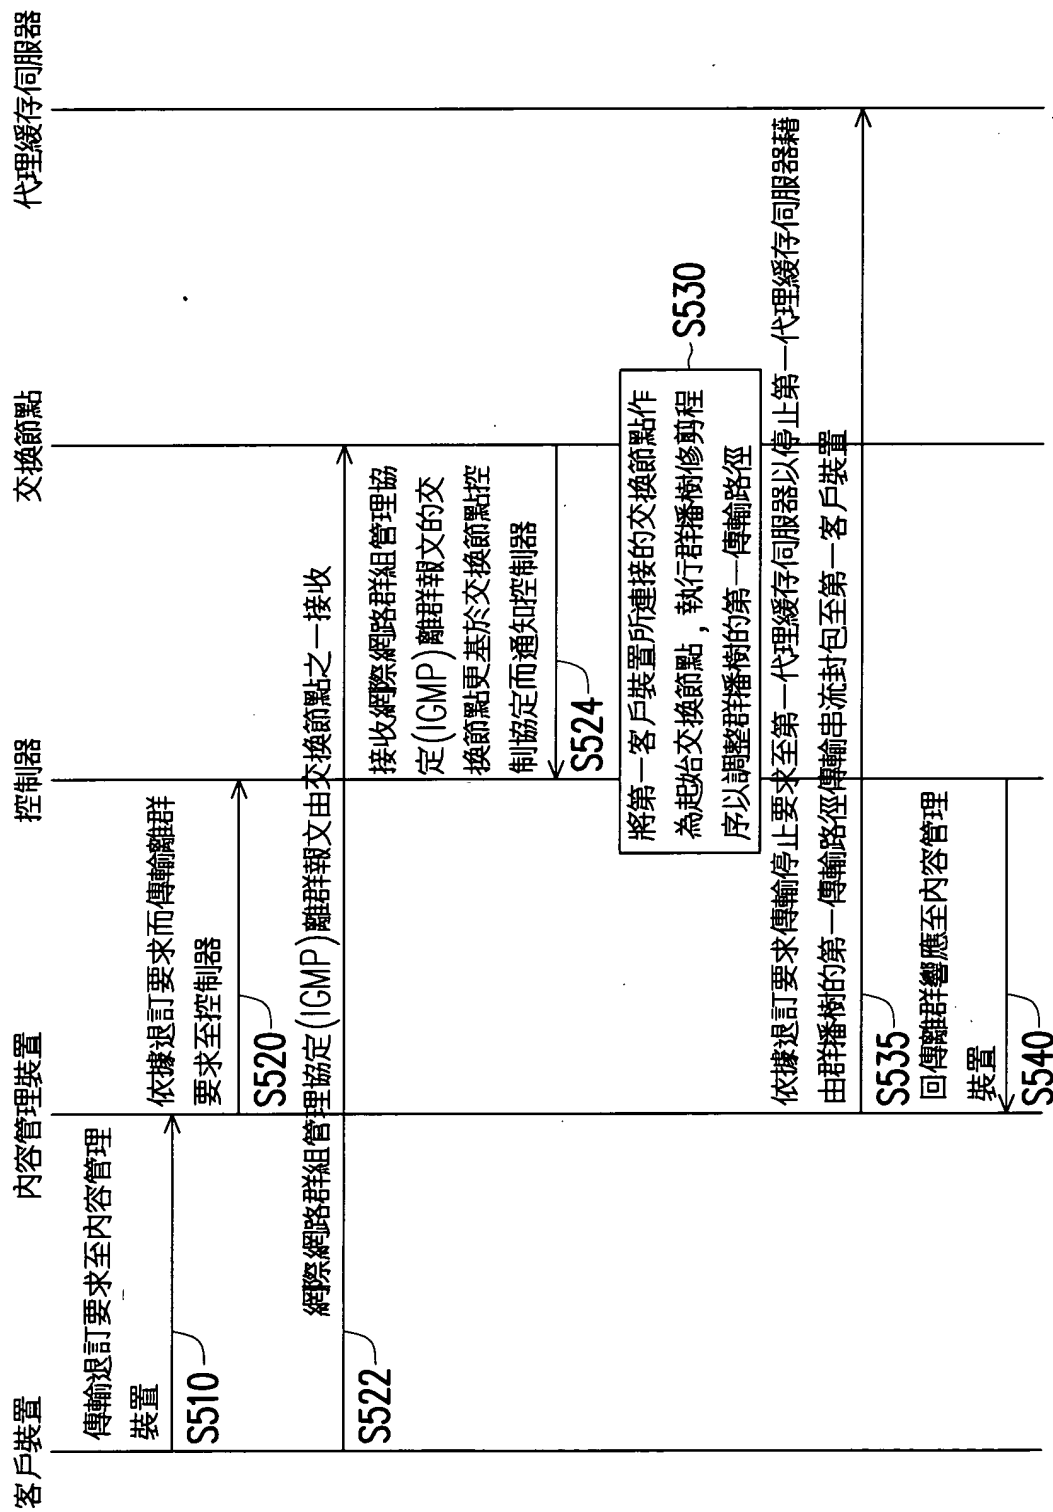 客戶裝置
內容管理裝置
控制器
交換節點
代理緩存伺服器
傳輸退訂要求至內容管理
裝置
S510
依據退訂要求而傳輸離群
要求至控制器
S520
網際網路群組管理協定(IGMP)離群報文由交換節點之一接收
S522
接收網際網路群組管理協
定(IGMP)離群報文的交
換節點更基於交換節點控
制協定而通知控制器
S524
將第一客戶裝置所連接的交換節點作
為起始交換節點，執行群播樹修剪程
序以調整群播樹的第一傳輸路徑
S530
依據退訂要求傳輸停止要求至第一代理緩存伺服器以停止第一代理緩存伺服器藉
由群播樹的第一傳輸路徑傳輸串流封包至第一客戶裝置
S535
回傳離群響應至內容管理
裝置
S540